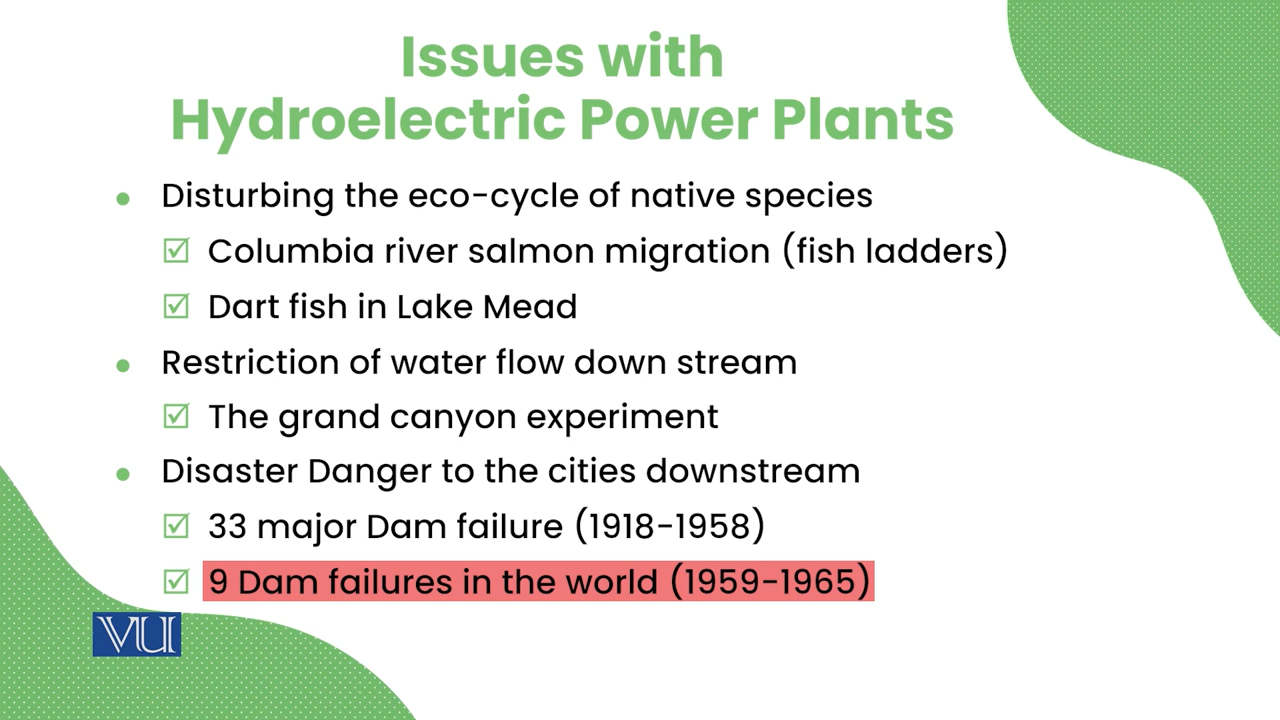 Issues with
Hydroelectric Power Plants
• Disturbing the eco-cycle of native species
☑ Columbia river salmon migration (fish ladders)
☑ Dart fish in Lake Mead
• Restriction of water flow down stream
☑ The grand canyon experiment
• Disaster Danger to the cities downstream
☑ 33 major Dam failure (1918-1958)
☑ 9 Dam failures in the world (1959-1965)
VU